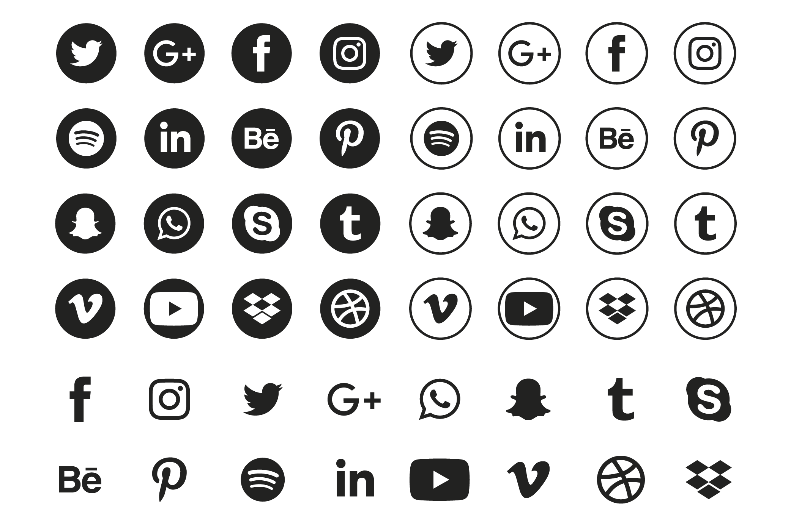 G+ f G+ f
in Bē P in Bē P
S t S t
V V
f G+ t S
Bē P in V